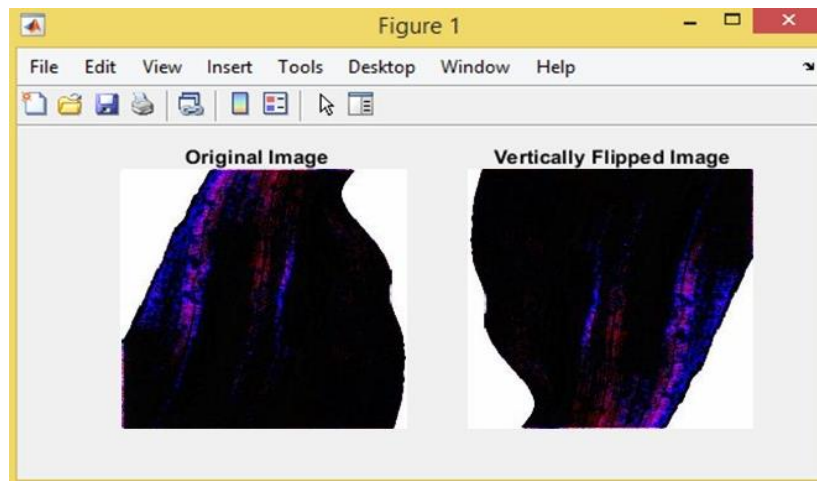 Figure 1
File Edit View Insert Tools Desktop Window Help
Original Image Vertically Flipped Image